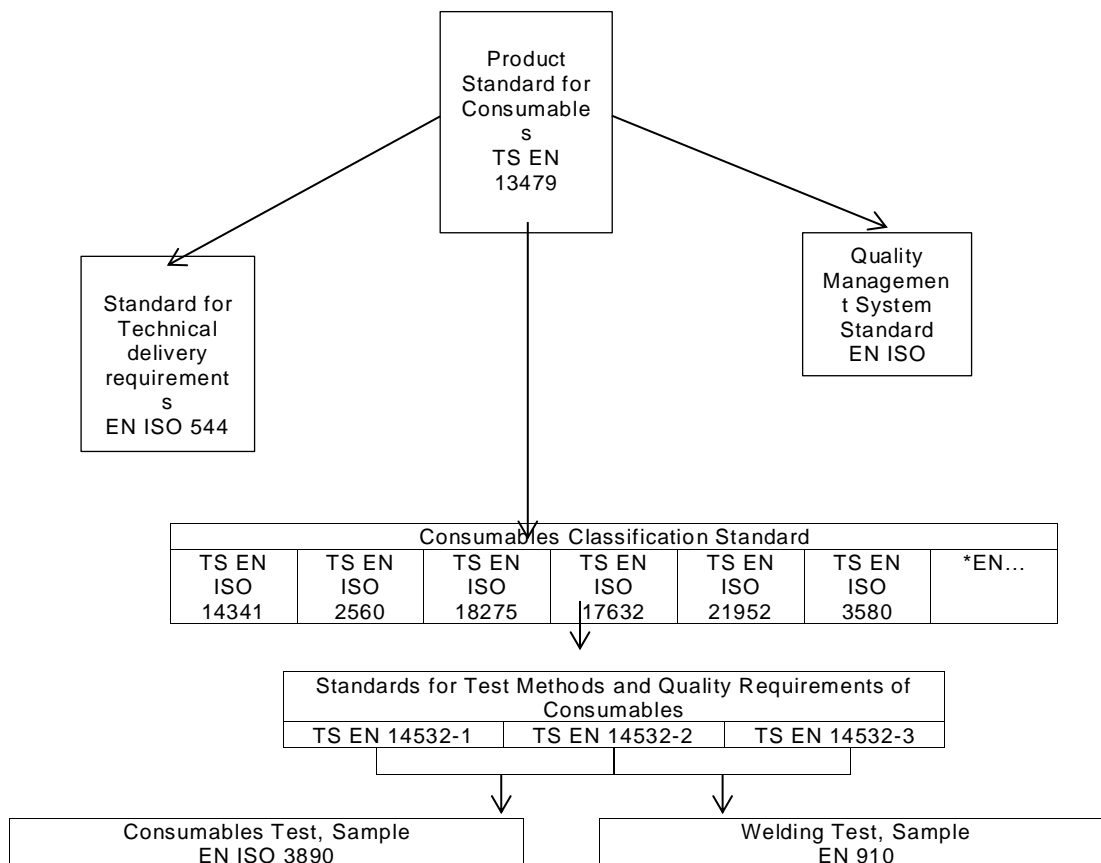 Product
Standard for
Consumable
s
TS EN
13479
Standard for
Technical
delivery
requirement
s
EN ISO 544
Quality
Managemen
t System
Standard
EN ISO
Consumables Classification Standard
TS EN
ISO
14341
TS EN
ISO
2560
TS EN
ISO
18275
TS EN
ISO
17632
TS EN
ISO
21952
TS EN
ISO
3580
*EN...
Standards for Test Methods and Quality Requirements of
Consumables
TS EN 14532-1
TS EN 14532-2
TS EN 14532-3
Consumables Test, Sample
EN ISO 3890
Welding Test, Sample
EN 910